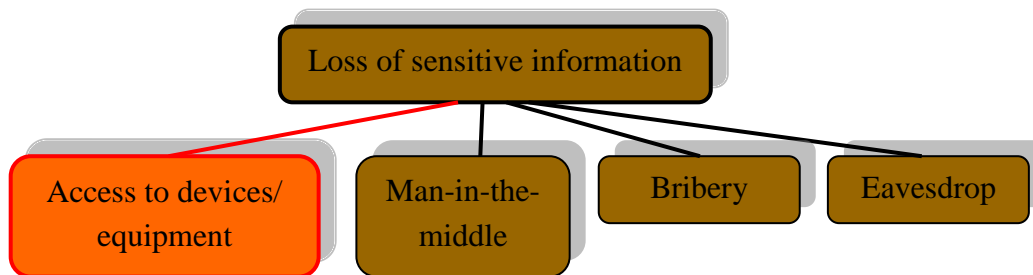 Loss of sensitive information
Access to devices/
equipment
Man-in-the-
middle
Bribery
Eavesdrop